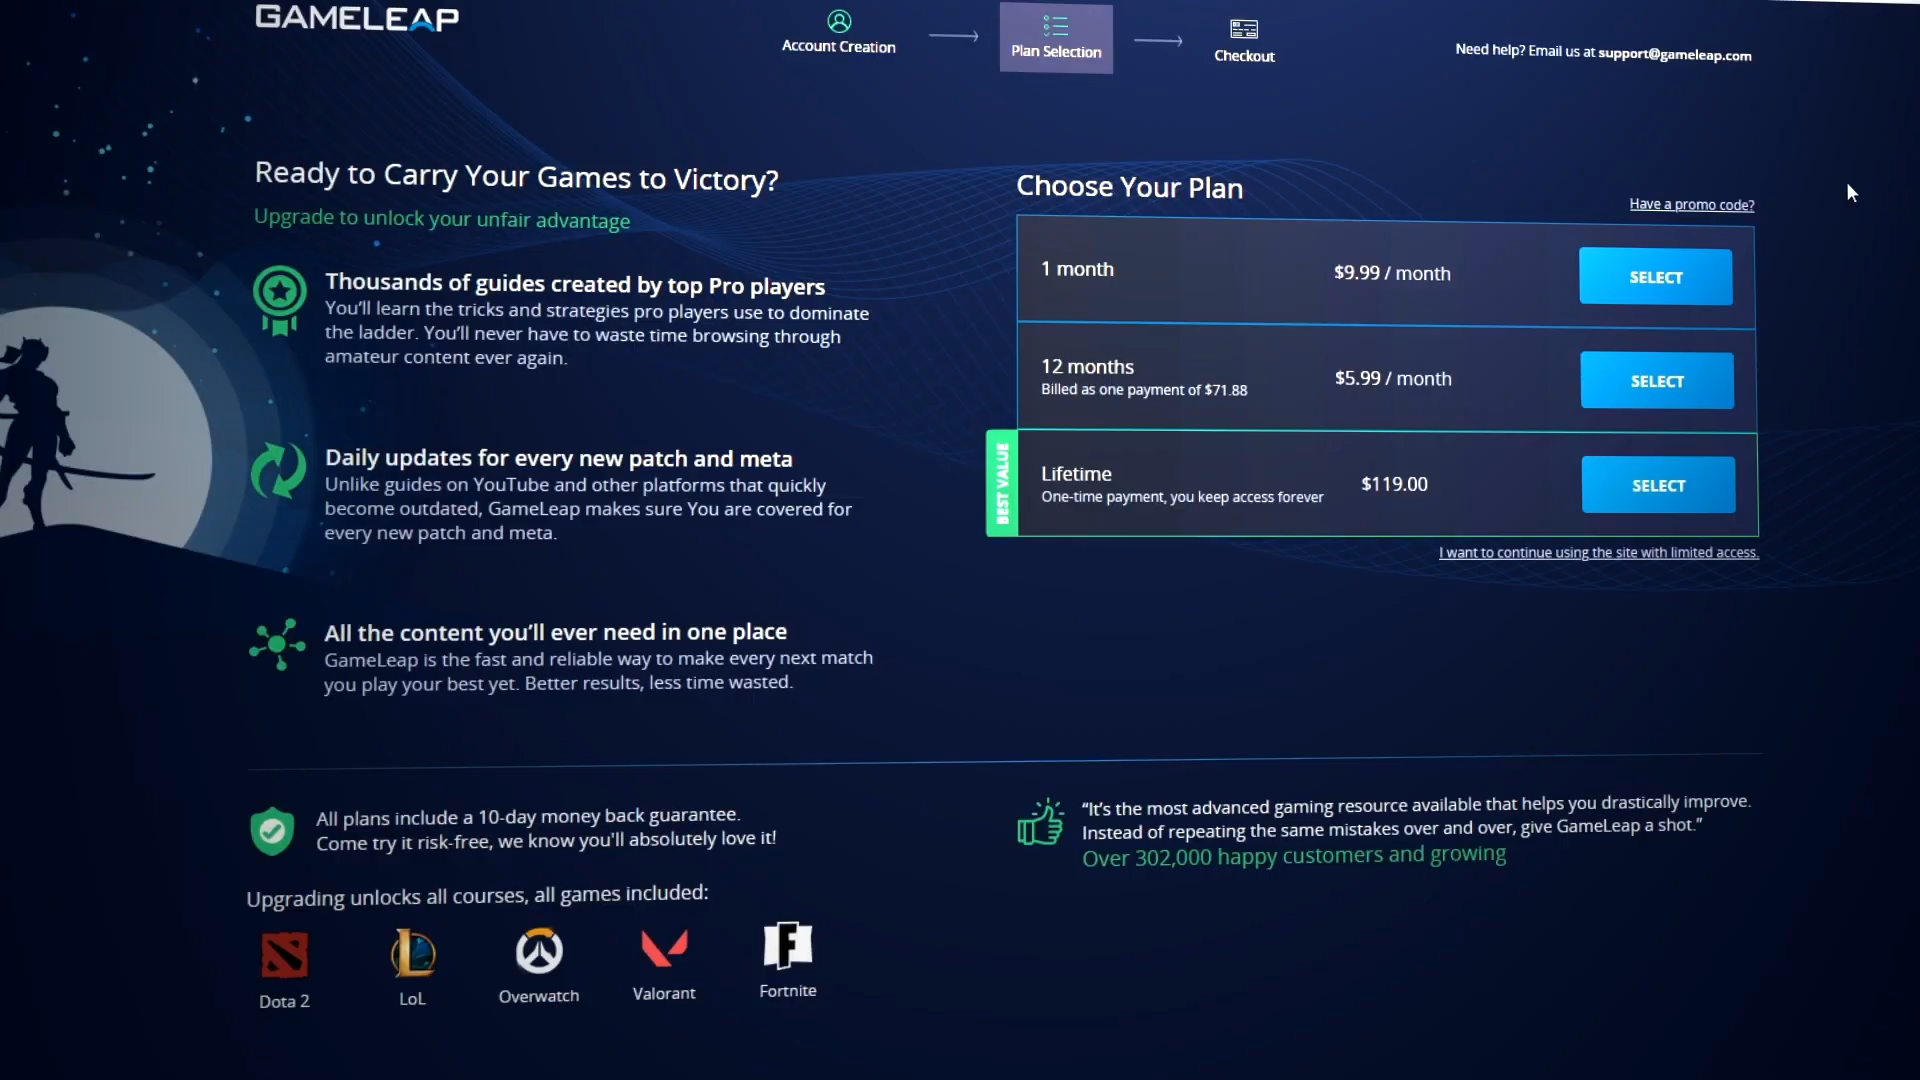 GAMELEAP
Account Creation
Plan Selection
Checkout
Need help? Email us at support@gameleap.com
Ready to Carry Your Games to Victory?
Upgrade to unlock your unfair advantage
Thousands of guides created by top Pro players
You'll learn the tricks and strategies pro players use to dominate
the ladder. You'll never have to waste time browsing through
amateur content ever again.
Daily updates for every new patch and meta
Unlike guides on YouTube and other platforms that quickly
become outdated, GameLeap makes sure You are covered for
every new patch and meta.
All the content you'll ever need in one place
GameLeap is the fast and reliable way to make every next match
you play your best yet. Better results, less time wasted.
Choose Your Plan
Have a promo code?
1 month
$9.99 / month
SELECT
12 months
Billed as one payment of $71.88
$5.99 / month
SELECT
BEST VALUE
Lifetime
One-time payment, you keep access forever
$119.00
SELECT
I want to continue using the site with limited access.
All plans include a 10-day money back guarantee.
Come try it risk-free, we know you'll absolutely love it!
“It's the most advanced gaming resource available that helps you drastically improve.
Instead of repeating the same mistakes over and over, give GameLeap a shot.”
Over 302,000 happy customers and growing
Upgrading unlocks all courses, all games included:
Dota 2
LoL
Overwatch
Valorant
Fortnite